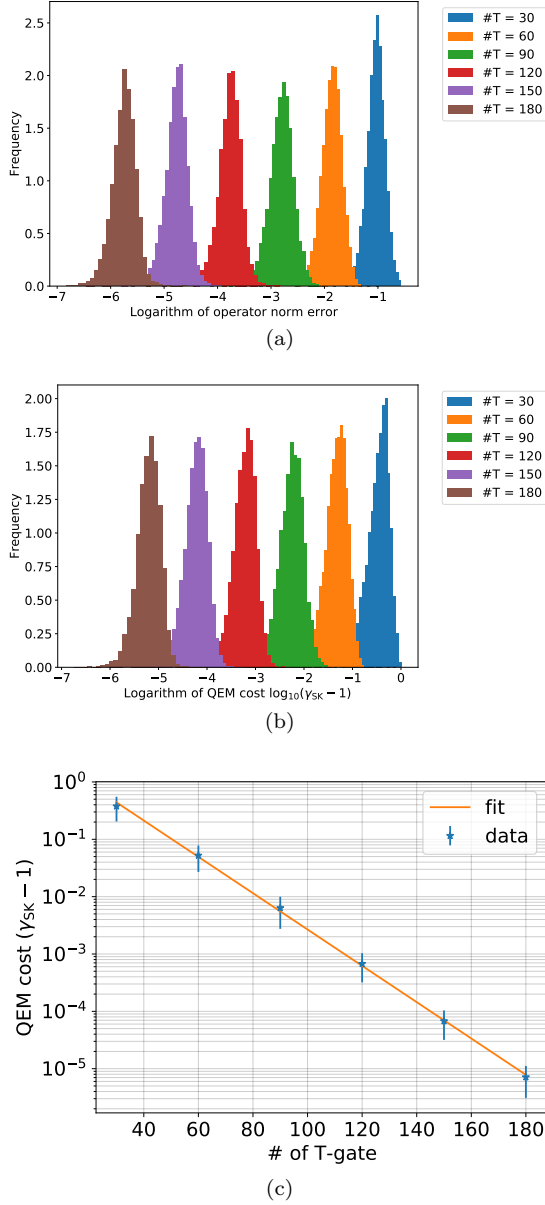 #T = 30
#T = 60
#T = 90
#T = 120
#T = 150
#T = 180
Frequency
2.5
2.0
1.5
1.0
0.5
0.0
−7 −6 −5 −4 −3 −2 −1
Logarithm of operator norm error
(a)
#T = 30
#T = 60
#T = 90
#T = 120
#T = 150
#T = 180
Frequency
2.00
1.75
1.50
1.25
1.00
0.75
0.50
0.25
0.00
−7 −6 −5 −4 −3 −2 −1 0
Logarithm of QEM cost log₁₀(γ_SK − 1)
(b)
QEM cost (γ_SK − 1)
10⁰
10⁻¹
10⁻²
10⁻³
10⁻⁴
10⁻⁵
fit
data
40 60 80 100 120 140 160 180
# of T-gate
(c)